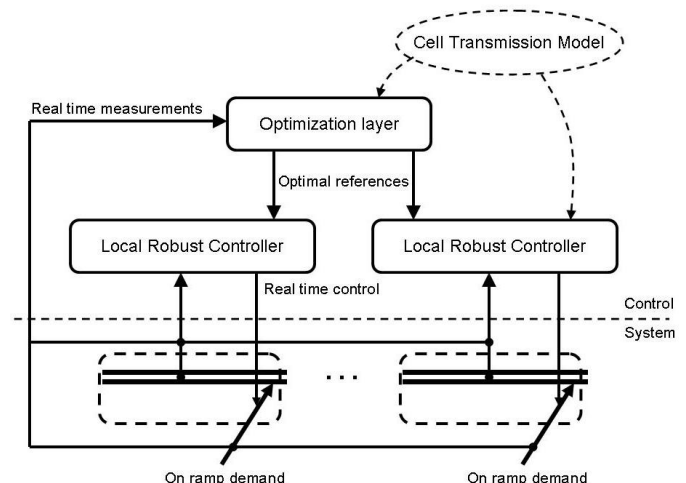 Cell Transmission Model
Real time measurements
Optimization layer
Optimal references
Local Robust Controller
Local Robust Controller
Real time control
Control
System
. . .
On ramp demand
On ramp demand